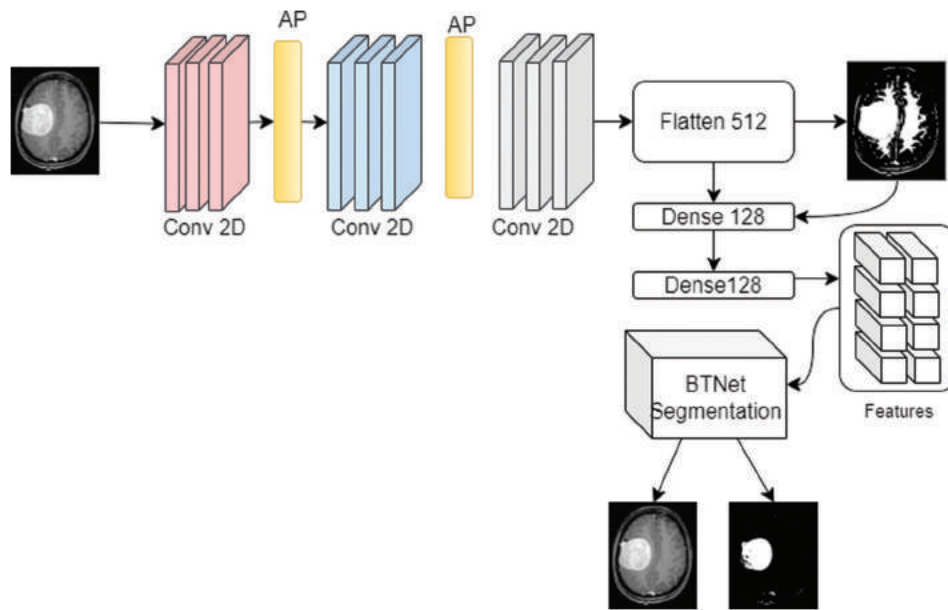 AP
AP
Conv 2D
Conv 2D
Conv 2D
Flatten 512
Dense 128
Dense128
Features
BTNet
Segmentation